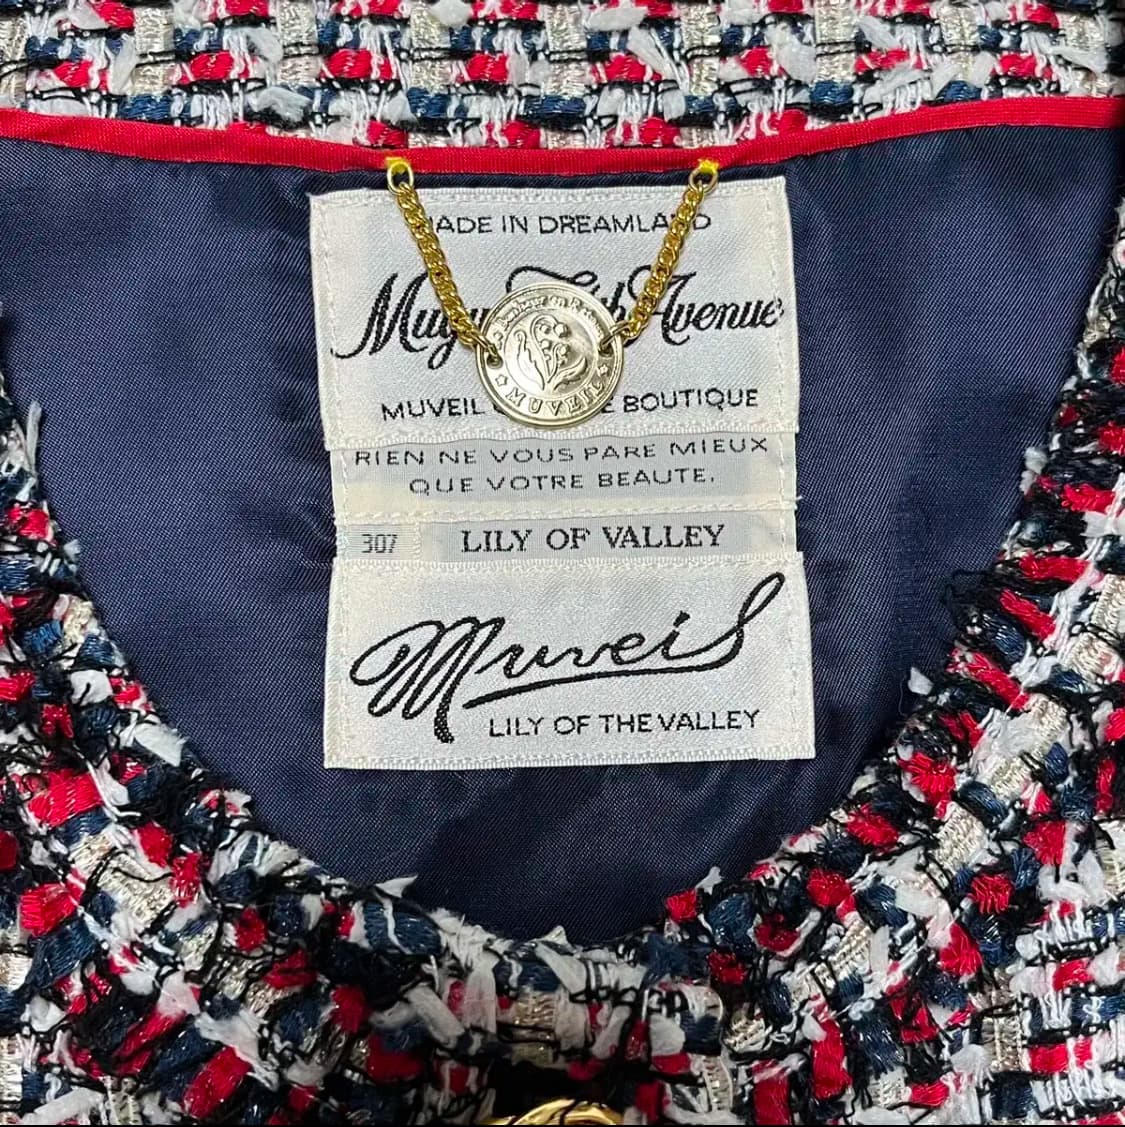 MADE IN DREAMLAND
Avenue
MUVEIL BOUTIQUE
MUVEIL
RIEN NE VOUS PARE MIEUX
QUE VOTRE BEAUTE.
307 LILY OF VALLEY
Muveil
LILY OF THE VALLEY